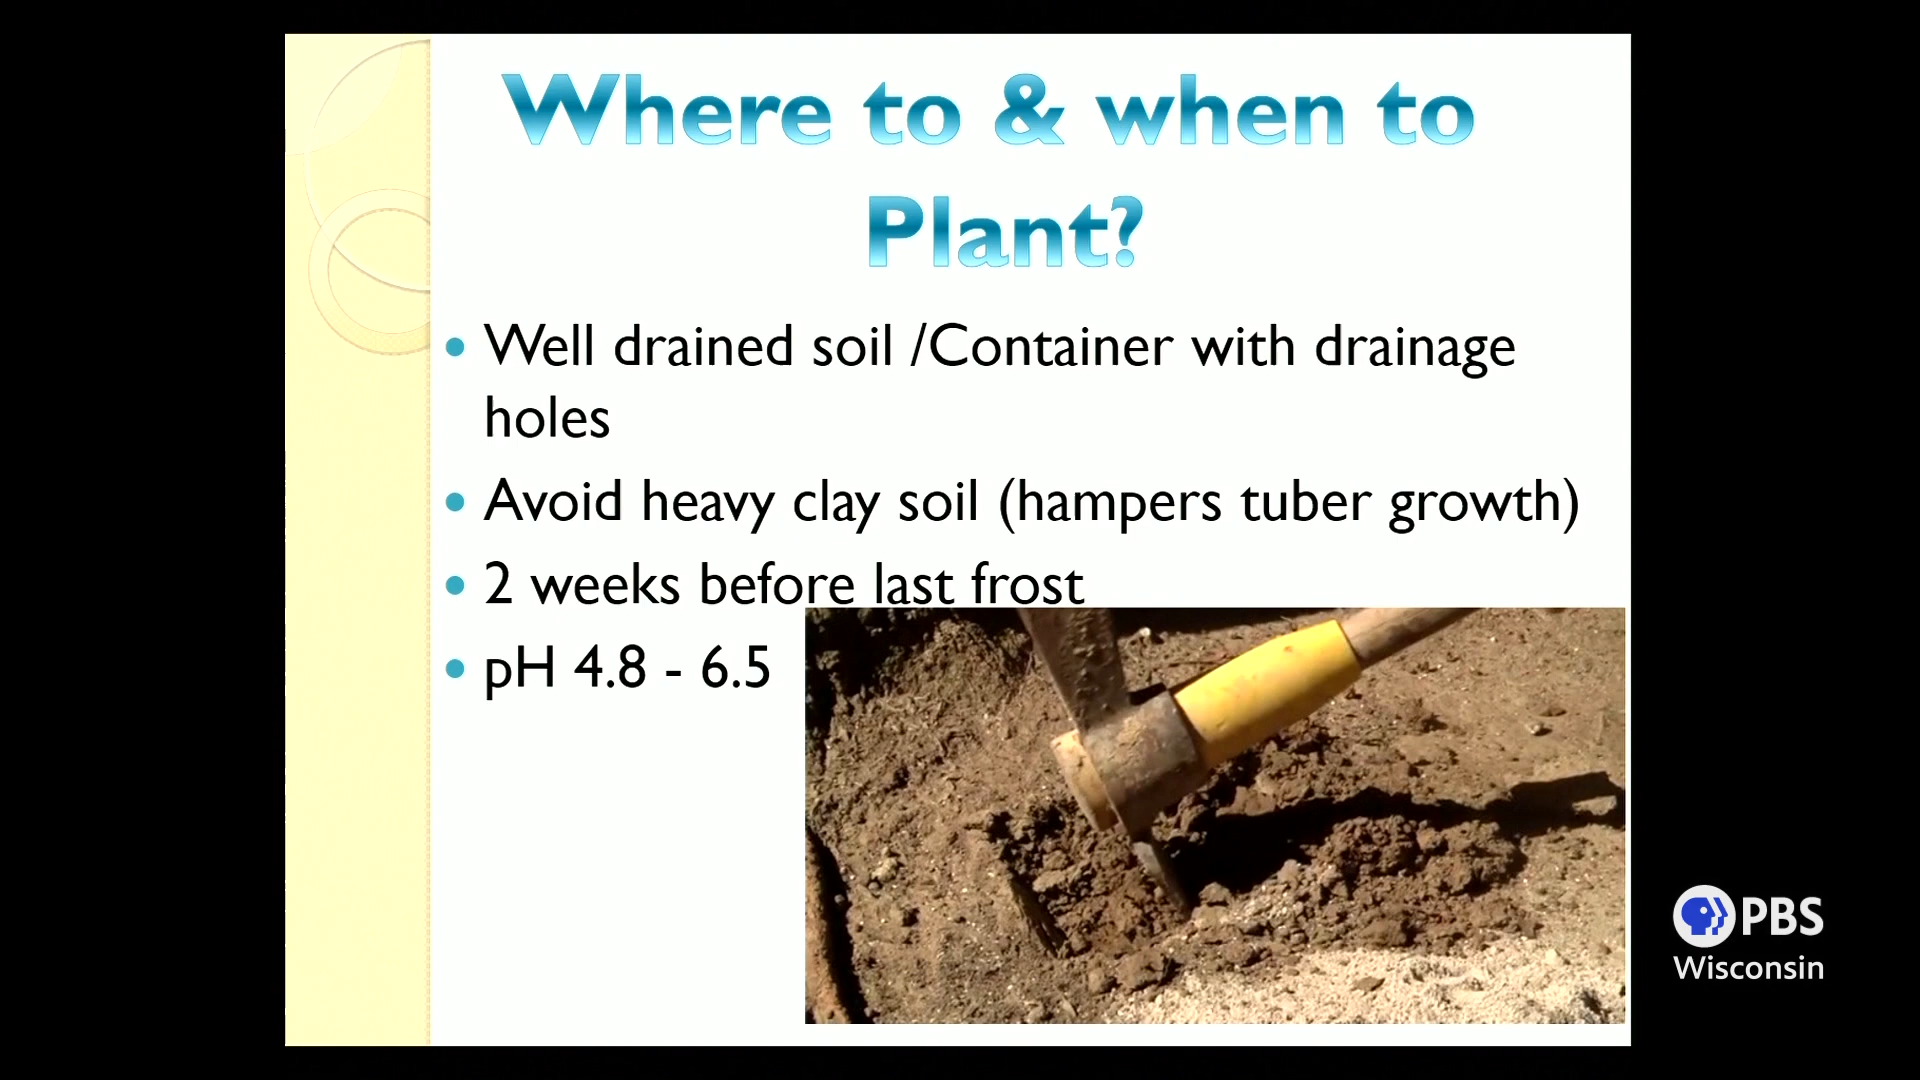 Where to & when to
Plant?
• Well drained soil /Container with drainage
holes
• Avoid heavy clay soil (hampers tuber growth)
• 2 weeks before last frost
• pH 4.8 - 6.5
PBS
Wisconsin